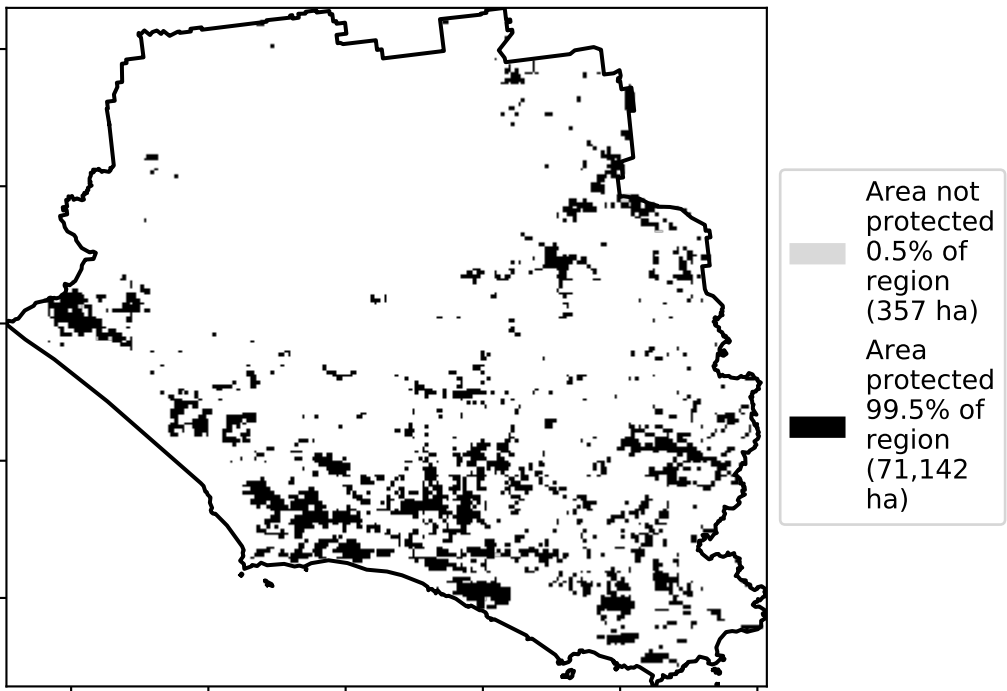 Area not
protected
0.5% of
region
(357 ha)
Area
protected
99.5% of
region
(71,142
ha)